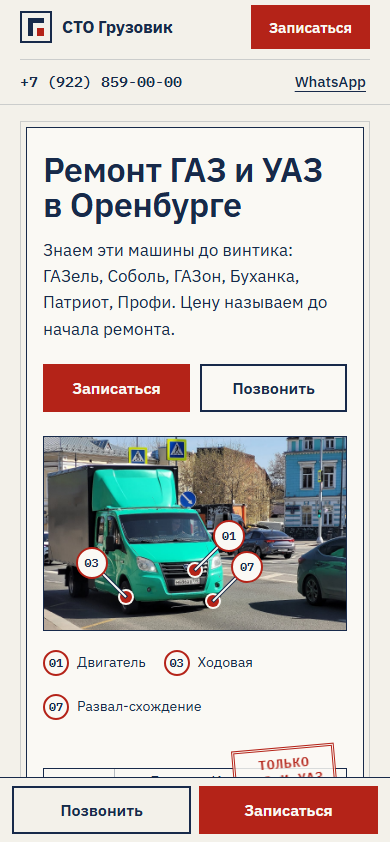 СТО Грузовик
Записаться
+7 (922) 859-00-00
WhatsApp
Ремонт ГАЗ и УАЗ
в Оренбурге
Знаем эти машины до винтика:
ГАЗель, Соболь, ГАЗон, Буханка,
Патриот, Профи. Цену называем до
начала ремонта.
Записаться
Позвонить
01
03
07
01 Двигатель
03 Ходовая
07 Развал-схождение
ТОЛЬКО
Позвонить
Записаться